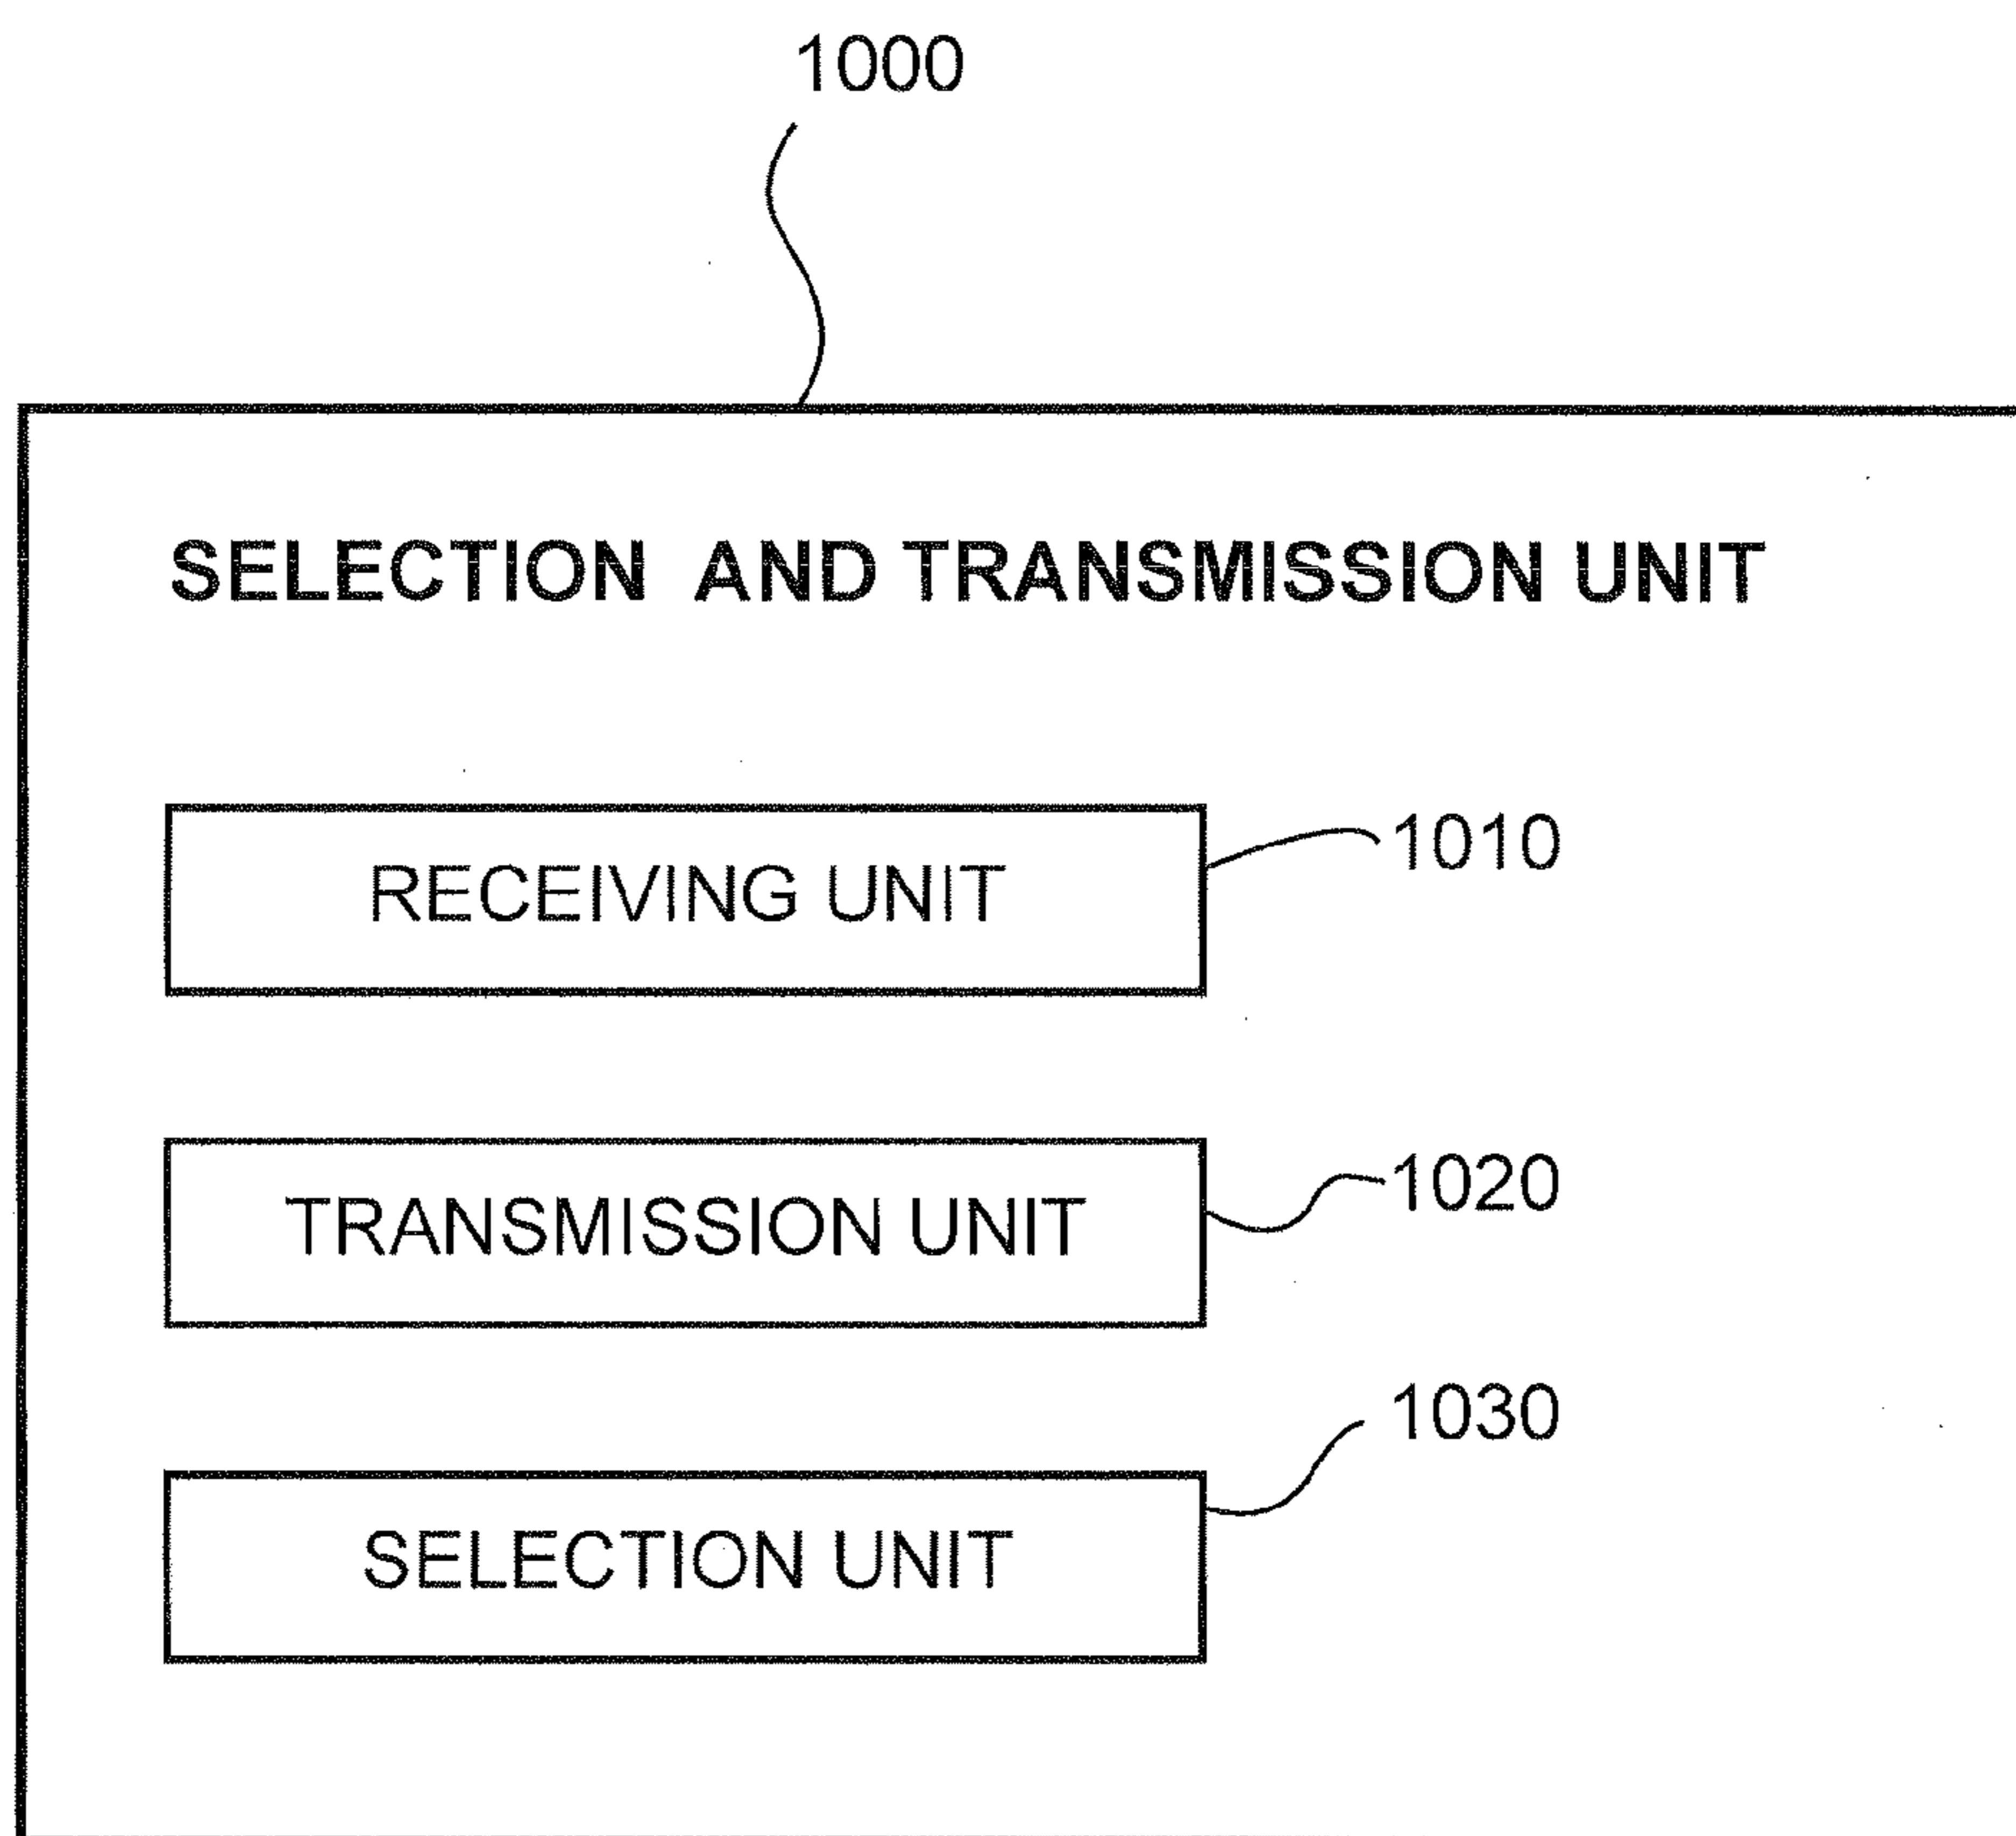 1000
SELECTION AND TRANSMISSION UNIT
RECEIVING UNIT
1010
TRANSMISSION UNIT
1020
1030
SELECTION UNIT